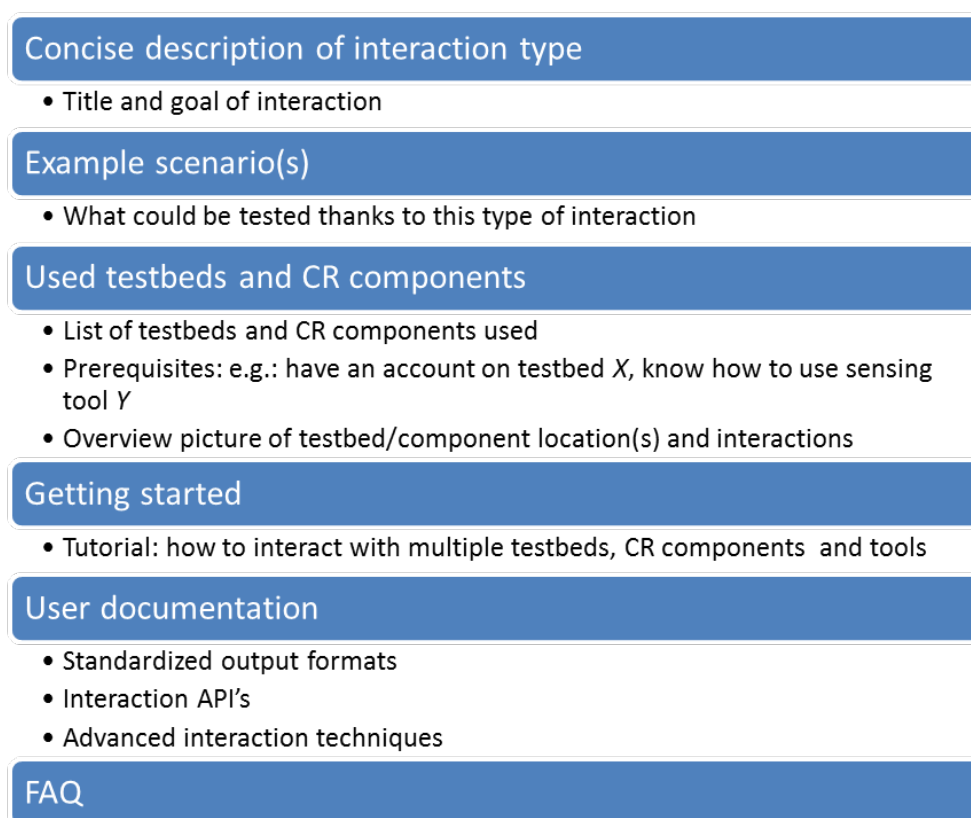 Concise description of interaction type
• Title and goal of interaction
Example scenario(s)
• What could be tested thanks to this type of interaction
Used testbeds and CR components
• List of testbeds and CR components used
• Prerequisites: e.g.: have an account on testbed X, know how to use sensing
tool Y
• Overview picture of testbed/component location(s) and interactions
Getting started
• Tutorial: how to interact with multiple testbeds, CR components  and tools
User documentation
• Standardized output formats
• Interaction API’s
• Advanced interaction techniques
FAQ